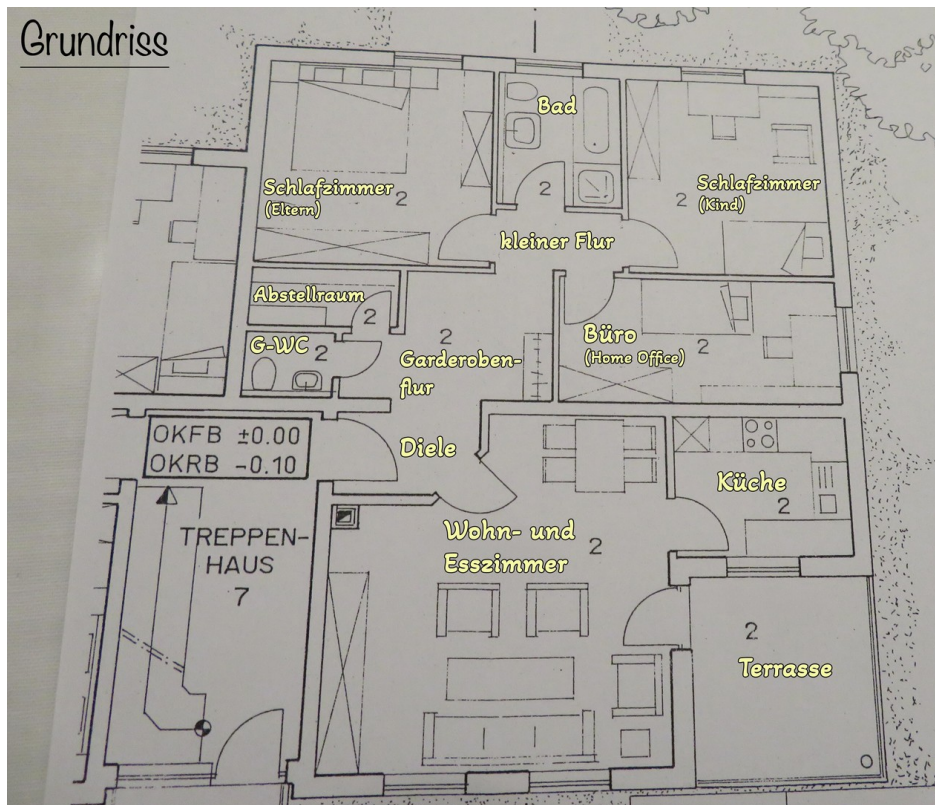 Grundriss
Bad
Schlafzimmer
(Eltern)
2
2
Schlafzimmer
(Kind)
2
kleiner Flur
Abstellraum
2
G-WC
2
2
Garderoben-
flur
Büro
(Home Office)
2
OKFB ±0.00
OKRB -0.10
Diele
Küche
2
TREPPEN-
HAUS
7
Wohn- und
Esszimmer
2
2
Terrasse